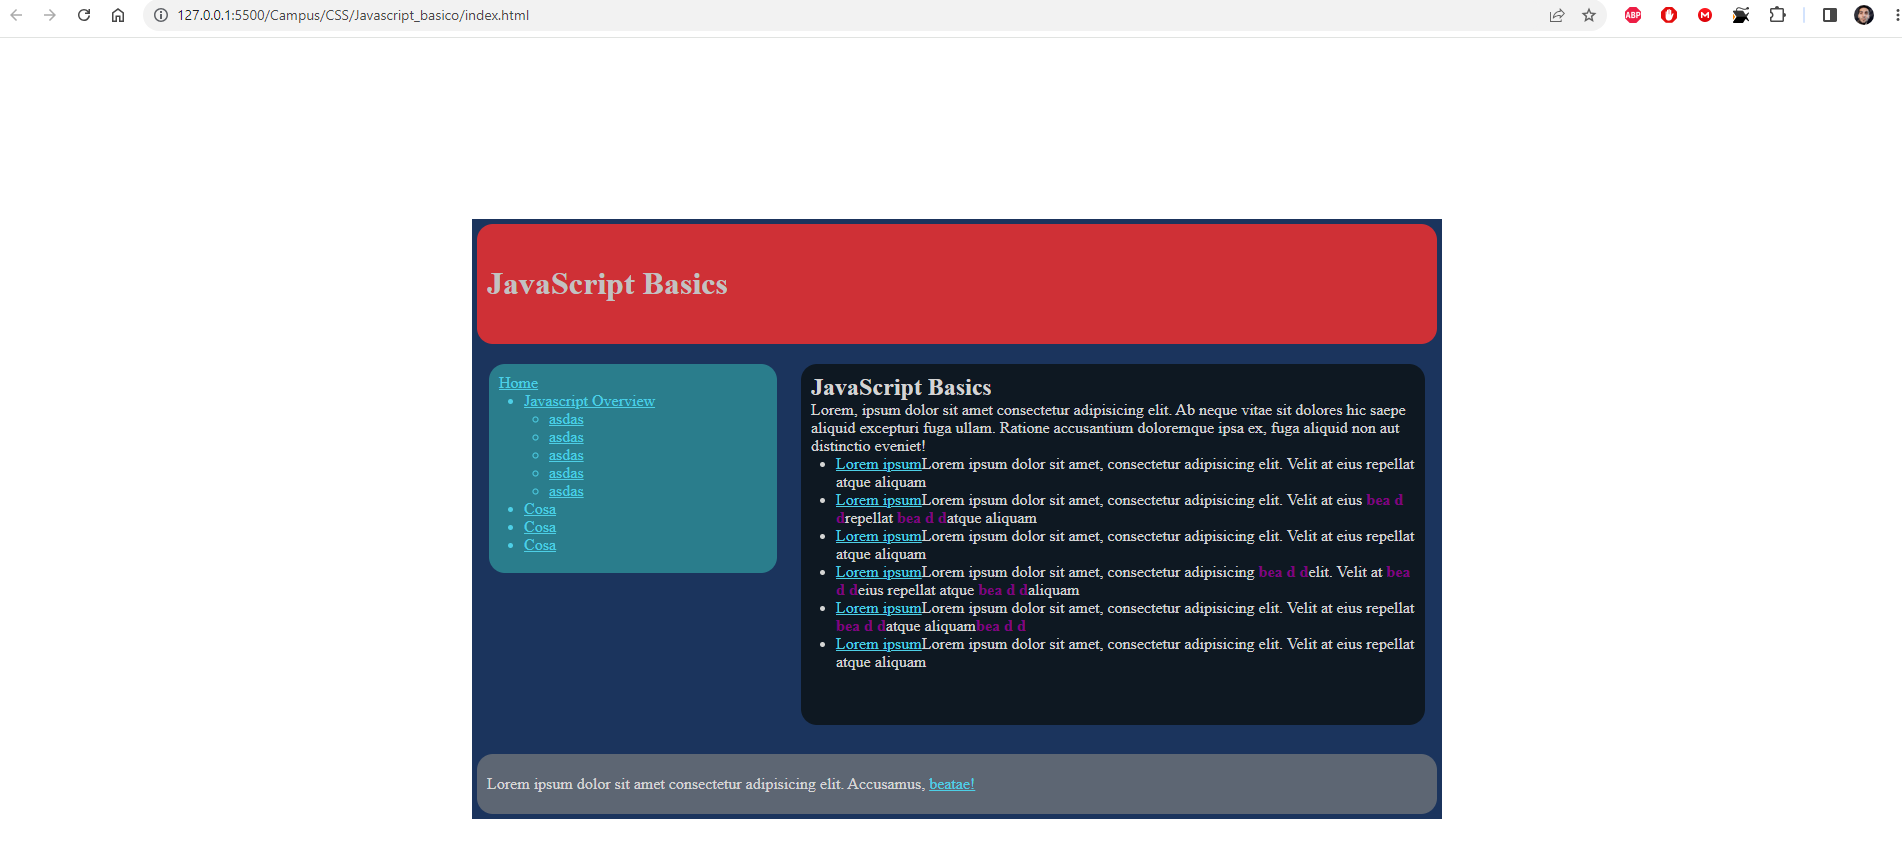 127.0.0.1:5500/Campus/CSS/Javascript_basico/index.html
ABP
M
JavaScript Basics
Home
Javascript Overview
asdas
asdas
asdas
asdas
asdas
Cosa
Cosa
Cosa
JavaScript Basics
Lorem, ipsum dolor sit amet consectetur adipisicing elit. Ab neque vitae sit dolores hic saepe
aliquid excepturi fuga ullam. Ratione accusantium doloremque ipsa ex, fuga aliquid non aut
distinctio eveniet!
Lorem ipsumLorem ipsum dolor sit amet, consectetur adipisicing elit. Velit at eius repellat
atque aliquam
Lorem ipsumLorem ipsum dolor sit amet, consectetur adipisicing elit. Velit at eius bea d
drepellat bea d datque aliquam
Lorem ipsumLorem ipsum dolor sit amet, consectetur adipisicing elit. Velit at eius repellat
atque aliquam
Lorem ipsumLorem ipsum dolor sit amet, consectetur adipisicing bea d delit. Velit at bea
d deius repellat atque bea d daliquam
Lorem ipsumLorem ipsum dolor sit amet, consectetur adipisicing elit. Velit at eius repellat
bea d datque aliquambea d d
Lorem ipsumLorem ipsum dolor sit amet, consectetur adipisicing elit. Velit at eius repellat
atque aliquam
Lorem ipsum dolor sit amet consectetur adipisicing elit. Accusamus, beatae!